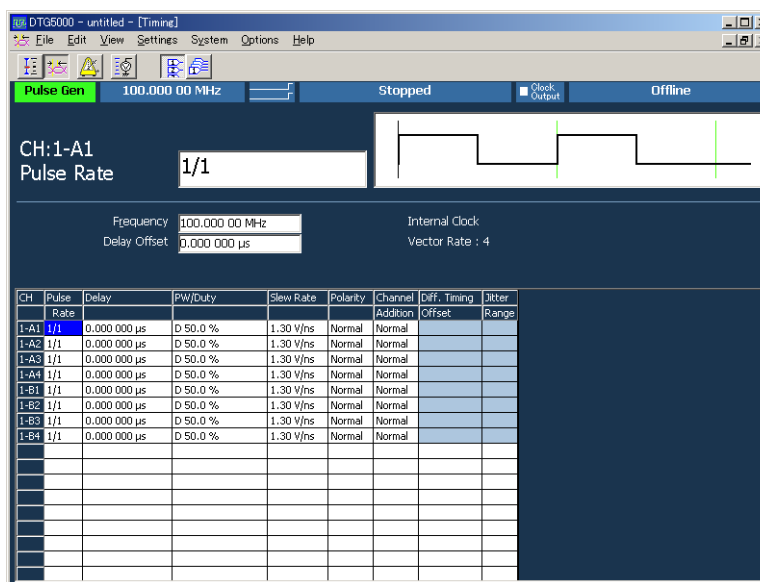 DTG5000 - untitled - [Timing]
File Edit View Settings System Options Help
Pulse Gen 100.000 00 MHz Stopped Clock Output Offline
CH:1-A1
Pulse Rate 1/1
Frequency 100.000 00 MHz Internal Clock
Delay Offset 0.000 000 µs Vector Rate : 4
CH Pulse Delay PW/Duty Slew Rate Polarity Channel Diff. Timing Jitter
Rate Addition Offset Range
1-A1 1/1 0.000 000 µs D 50.0 % 1.30 V/ns Normal Normal
1-A2 1/1 0.000 000 µs D 50.0 % 1.30 V/ns Normal Normal
1-A3 1/1 0.000 000 µs D 50.0 % 1.30 V/ns Normal Normal
1-A4 1/1 0.000 000 µs D 50.0 % 1.30 V/ns Normal Normal
1-B1 1/1 0.000 000 µs D 50.0 % 1.30 V/ns Normal Normal
1-B2 1/1 0.000 000 µs D 50.0 % 1.30 V/ns Normal Normal
1-B3 1/1 0.000 000 µs D 50.0 % 1.30 V/ns Normal Normal
1-B4 1/1 0.000 000 µs D 50.0 % 1.30 V/ns Normal Normal